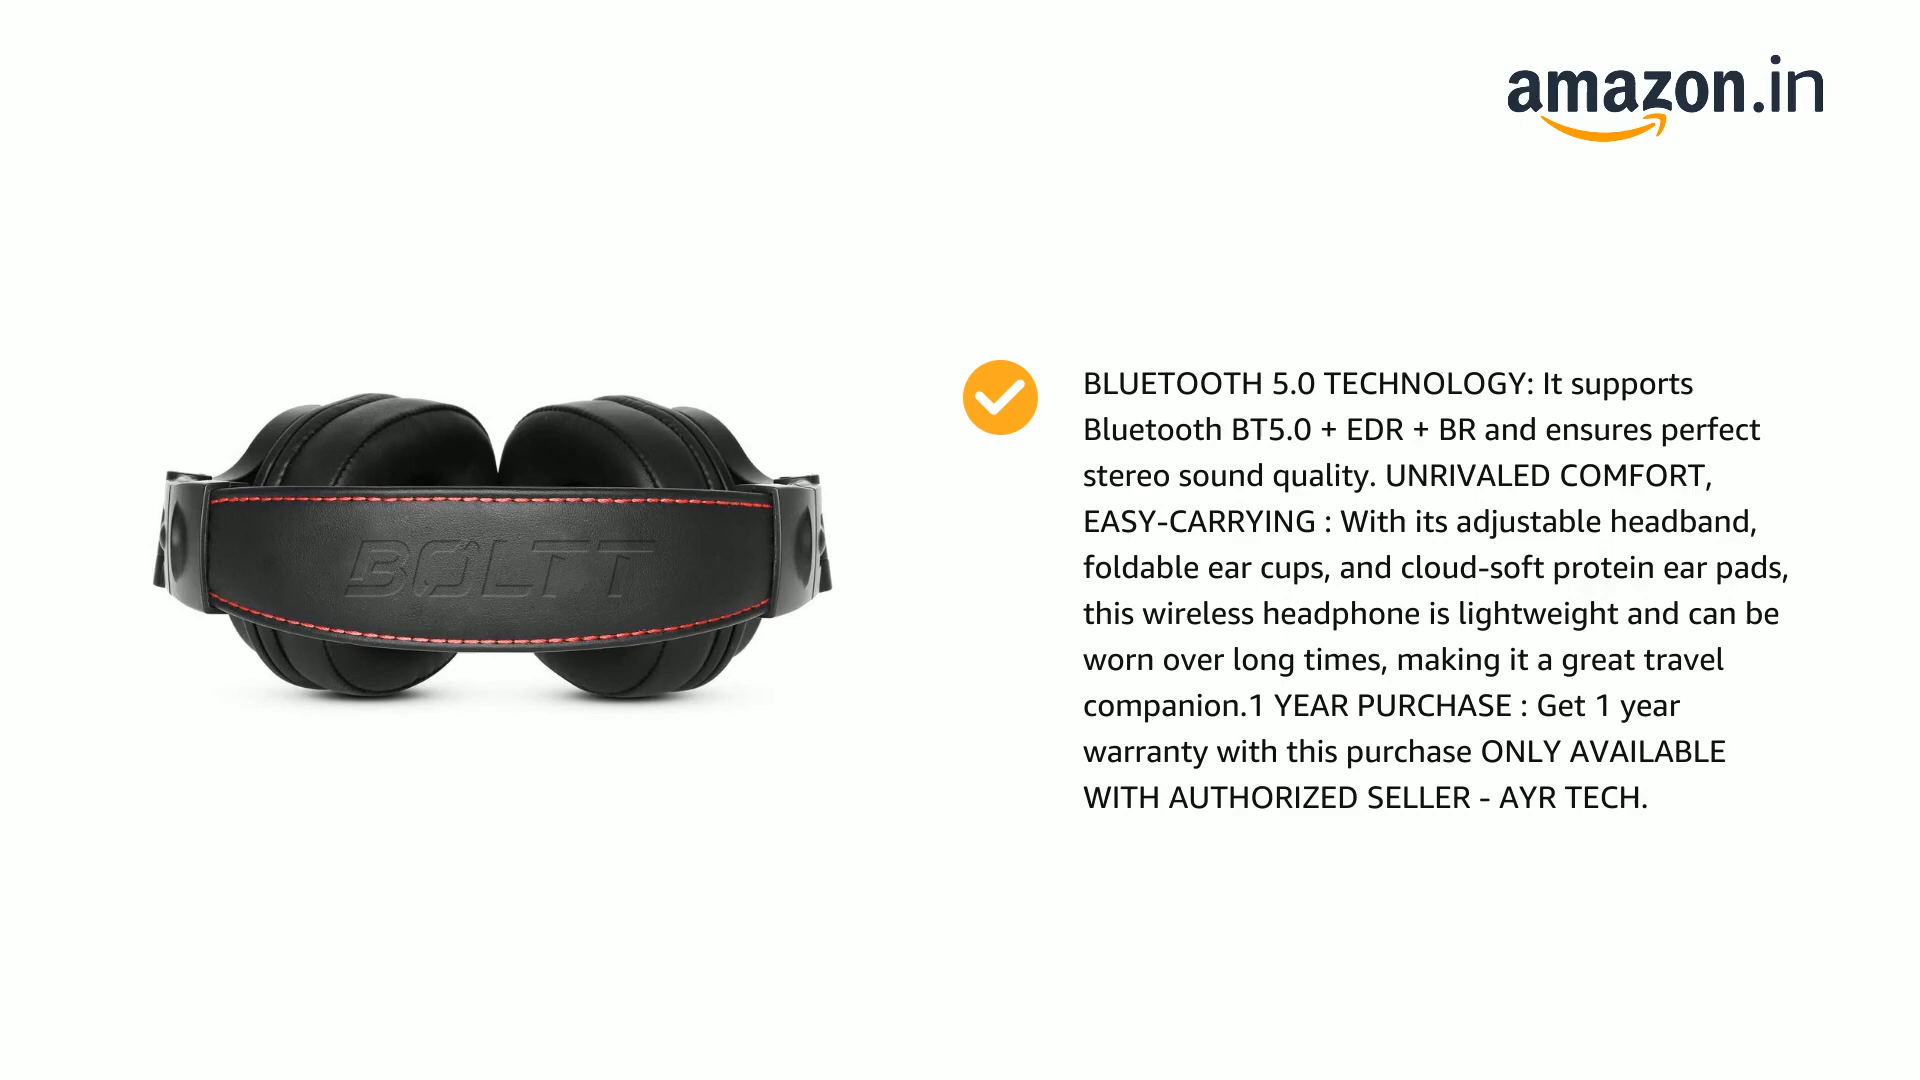 amazon.in
BOLTT
BLUETOOTH 5.0 TECHNOLOGY: It supports
Bluetooth BT5.0 + EDR + BR and ensures perfect
stereo sound quality. UNRIVALED COMFORT,
EASY-CARRYING : With its adjustable headband,
foldable ear cups, and cloud-soft protein ear pads,
this wireless headphone is lightweight and can be
worn over long times, making it a great travel
companion.1 YEAR PURCHASE : Get 1 year
warranty with this purchase ONLY AVAILABLE
WITH AUTHORIZED SELLER - AYR TECH.